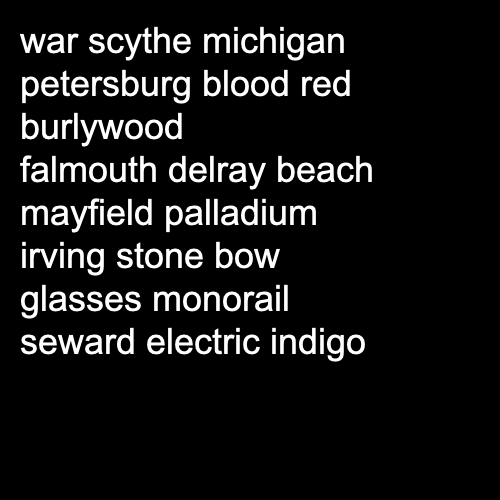 war scythe michigan
petersburg blood red
burlywood
falmouth delray beach
mayfield palladium
irving stone bow
glasses monorail
seward electric indigo